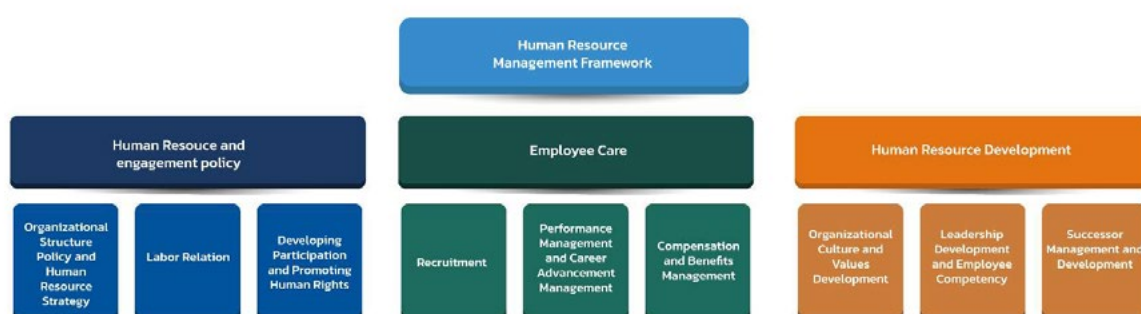 Human Resource
Management Framework
Human Resouce and
engagement policy
Employee Care
Human Resource Development
Organizational
Structure
Policy and
Human
Resource
Strategy
Labor Relation
Developing
Participation
and Promoting
Human Rights
Recruitment
Performance
Management
and Career
Advancement
Management
Compensation
and Benefits
Management
Organizational
Culture and
Values
Development
Leadership
Development
and Employee
Competency
Successor
Management and
Development